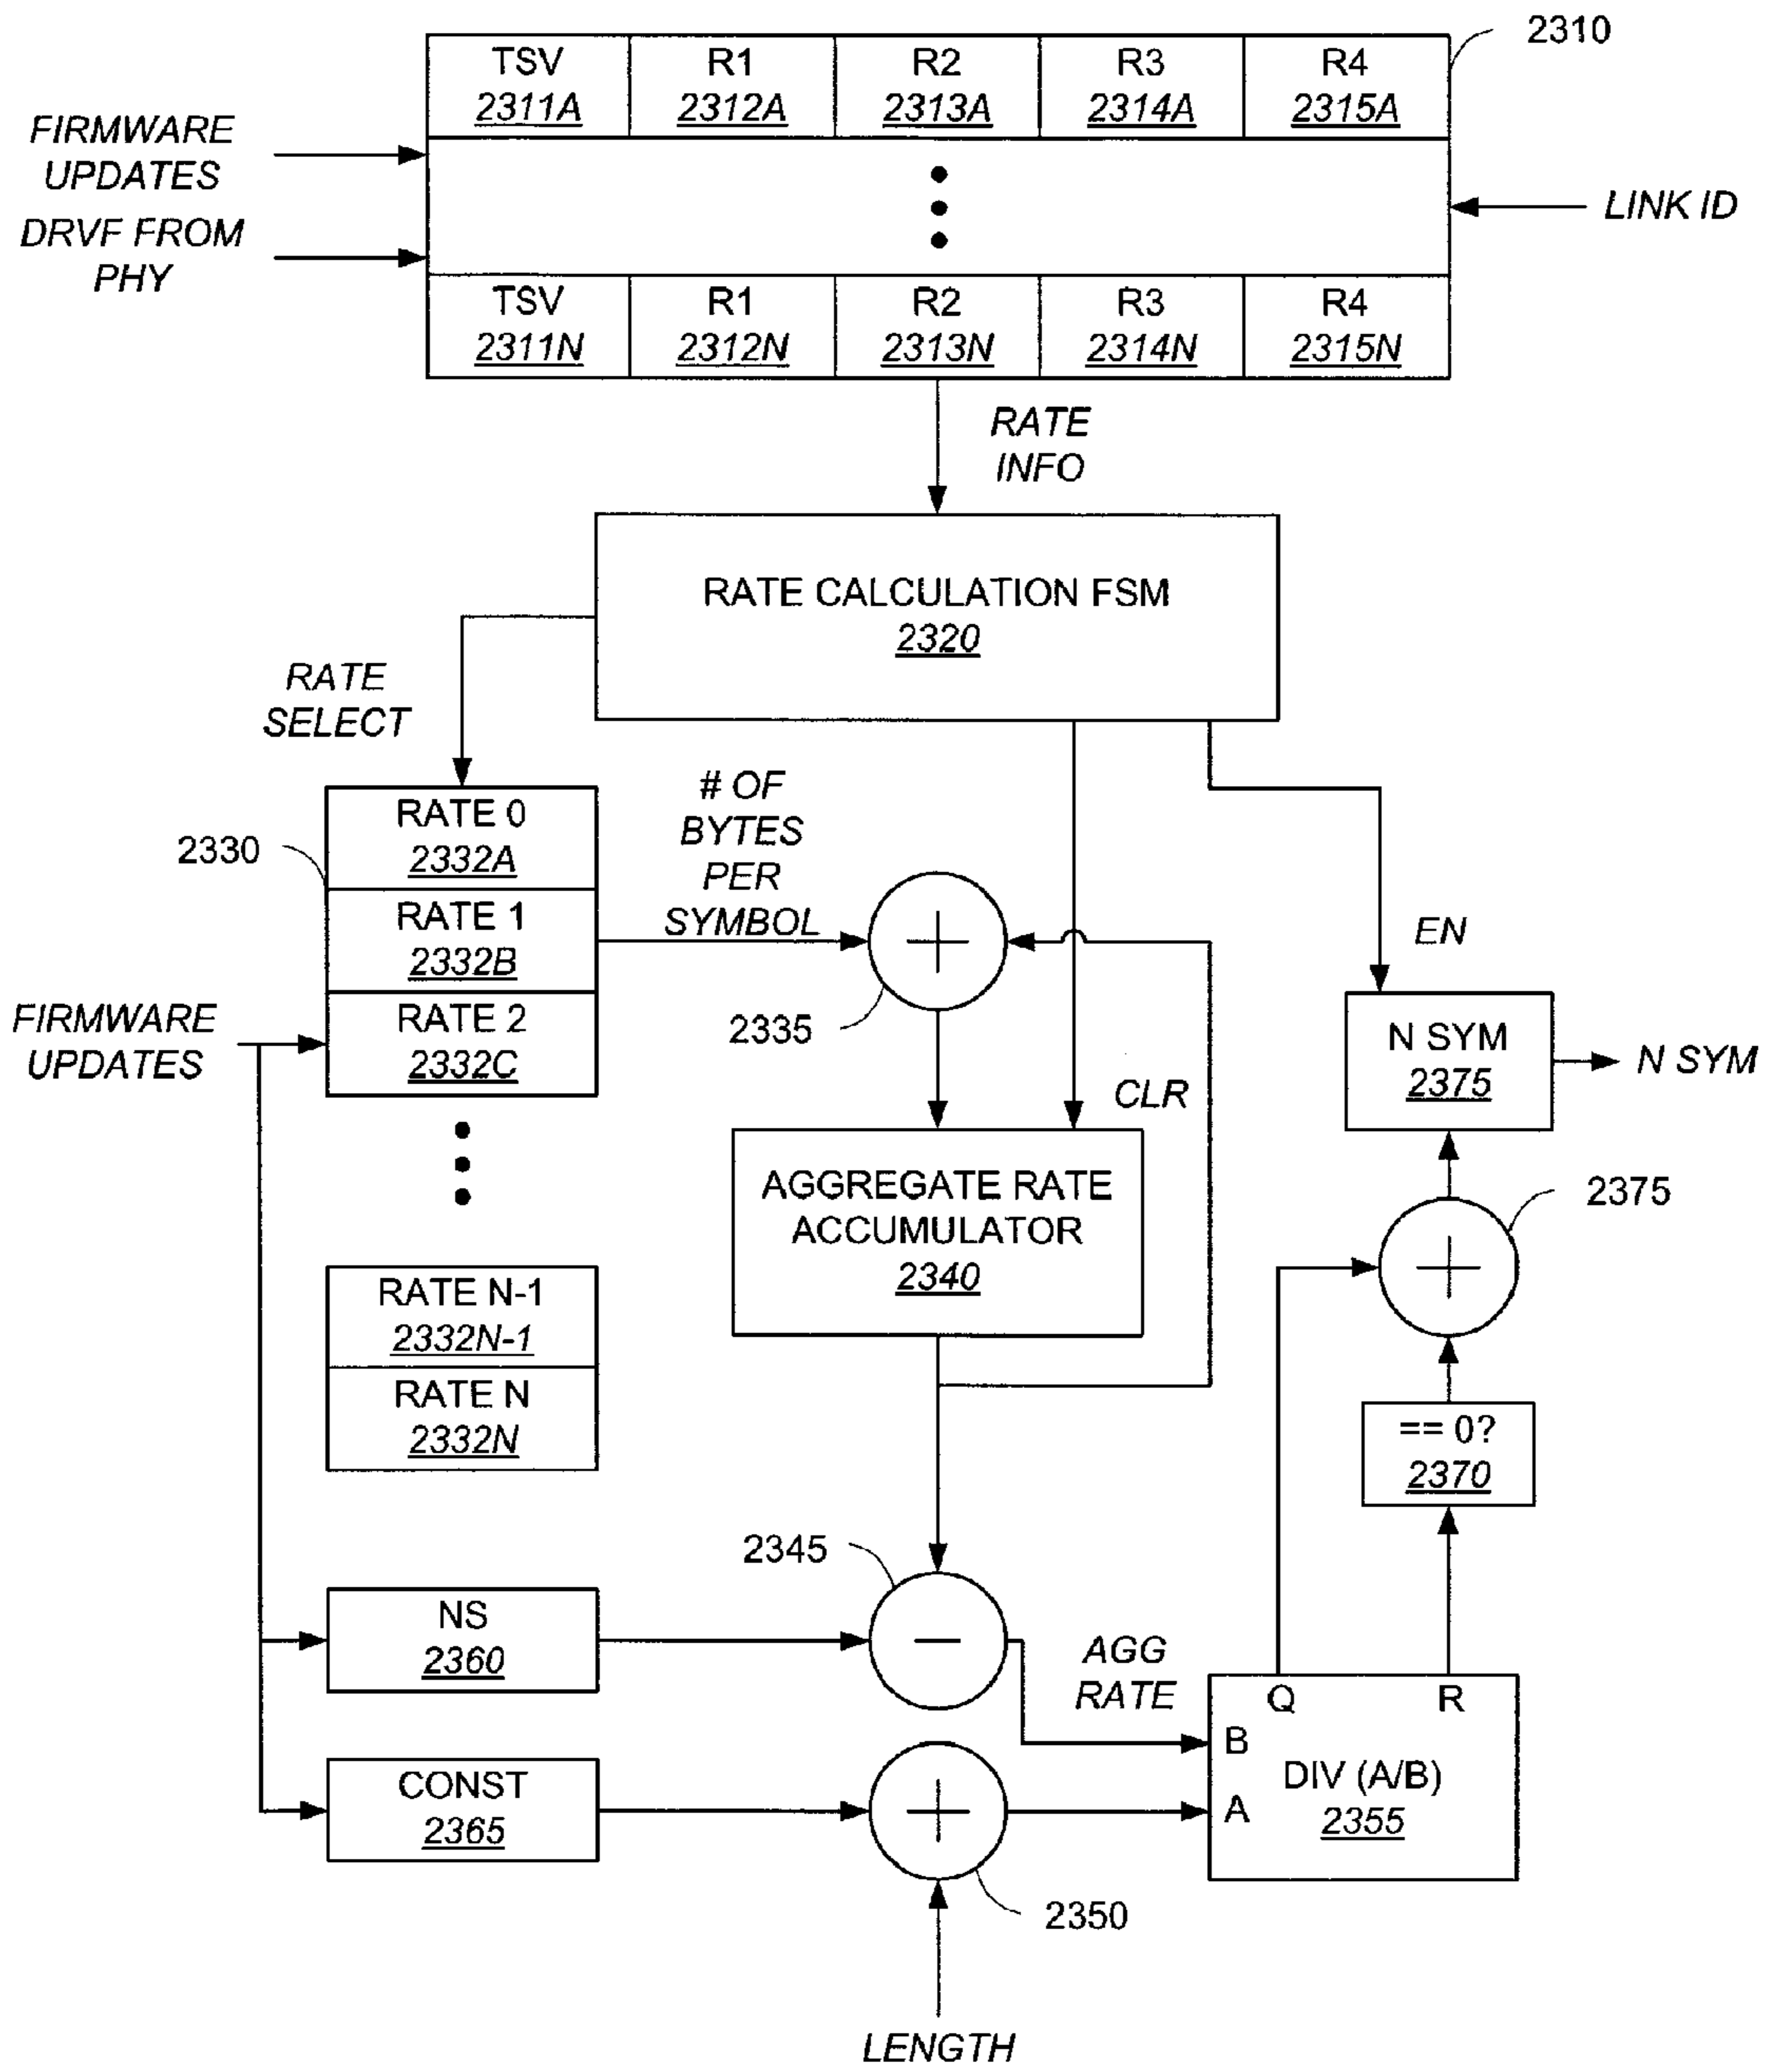 2310
TSV R1 R2 R3 R4
2311A 2312A 2313A 2314A 2315A
FIRMWARE
UPDATES
DRVF FROM
PHY
LINK ID
TSV R1 R2 R3 R4
2311N 2312N 2313N 2314N 2315N
RATE
INFO
RATE CALCULATION FSM
2320
RATE
SELECT
# OF
BYTES
PER
SYMBOL
2330
RATE 0
2332A
RATE 1
2332B
RATE 2
2332C
FIRMWARE
UPDATES
2335
EN
CLR
N SYM
2375
N SYM
AGGREGATE RATE
ACCUMULATOR
2340
2375
RATE N-1
2332N-1
RATE N
2332N
== 0?
2370
2345
NS
2360
AGG
RATE
Q R
B
A
DIV (A/B)
2355
CONST
2365
2350
LENGTH